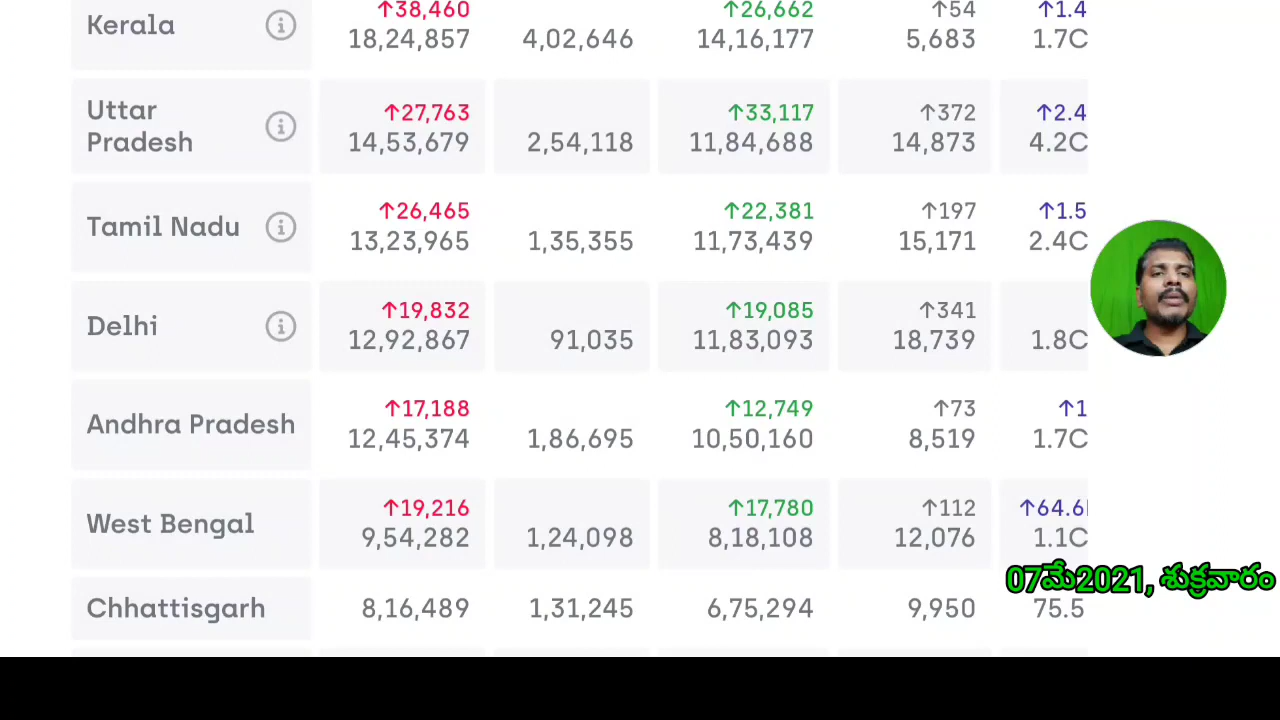 Kerala ↑38,460 ↑26,662 ↑54 ↑1.4
18,24,857 4,02,646 14,16,177 5,683 1.7C
Uttar Pradesh ↑27,763 ↑33,117 ↑372 ↑2.4
14,53,679 2,54,118 11,84,688 14,873 4.2C
Tamil Nadu ↑26,465 ↑22,381 ↑197 ↑1.5
13,23,965 1,35,355 11,73,439 15,171 2.4C
Delhi ↑19,832 ↑19,085 ↑341
12,92,867 91,035 11,83,093 18,739 1.8C
Andhra Pradesh ↑17,188 ↑12,749 ↑73 ↑1
12,45,374 1,86,695 10,50,160 8,519 1.7C
West Bengal ↑19,216 ↑17,780 ↑112 ↑64.6
9,54,282 1,24,098 8,18,108 12,076 1.1C
Chhattisgarh 8,16,489 1,31,245 6,75,294 9,950 75.5
07మే2021, శుక్రవారం